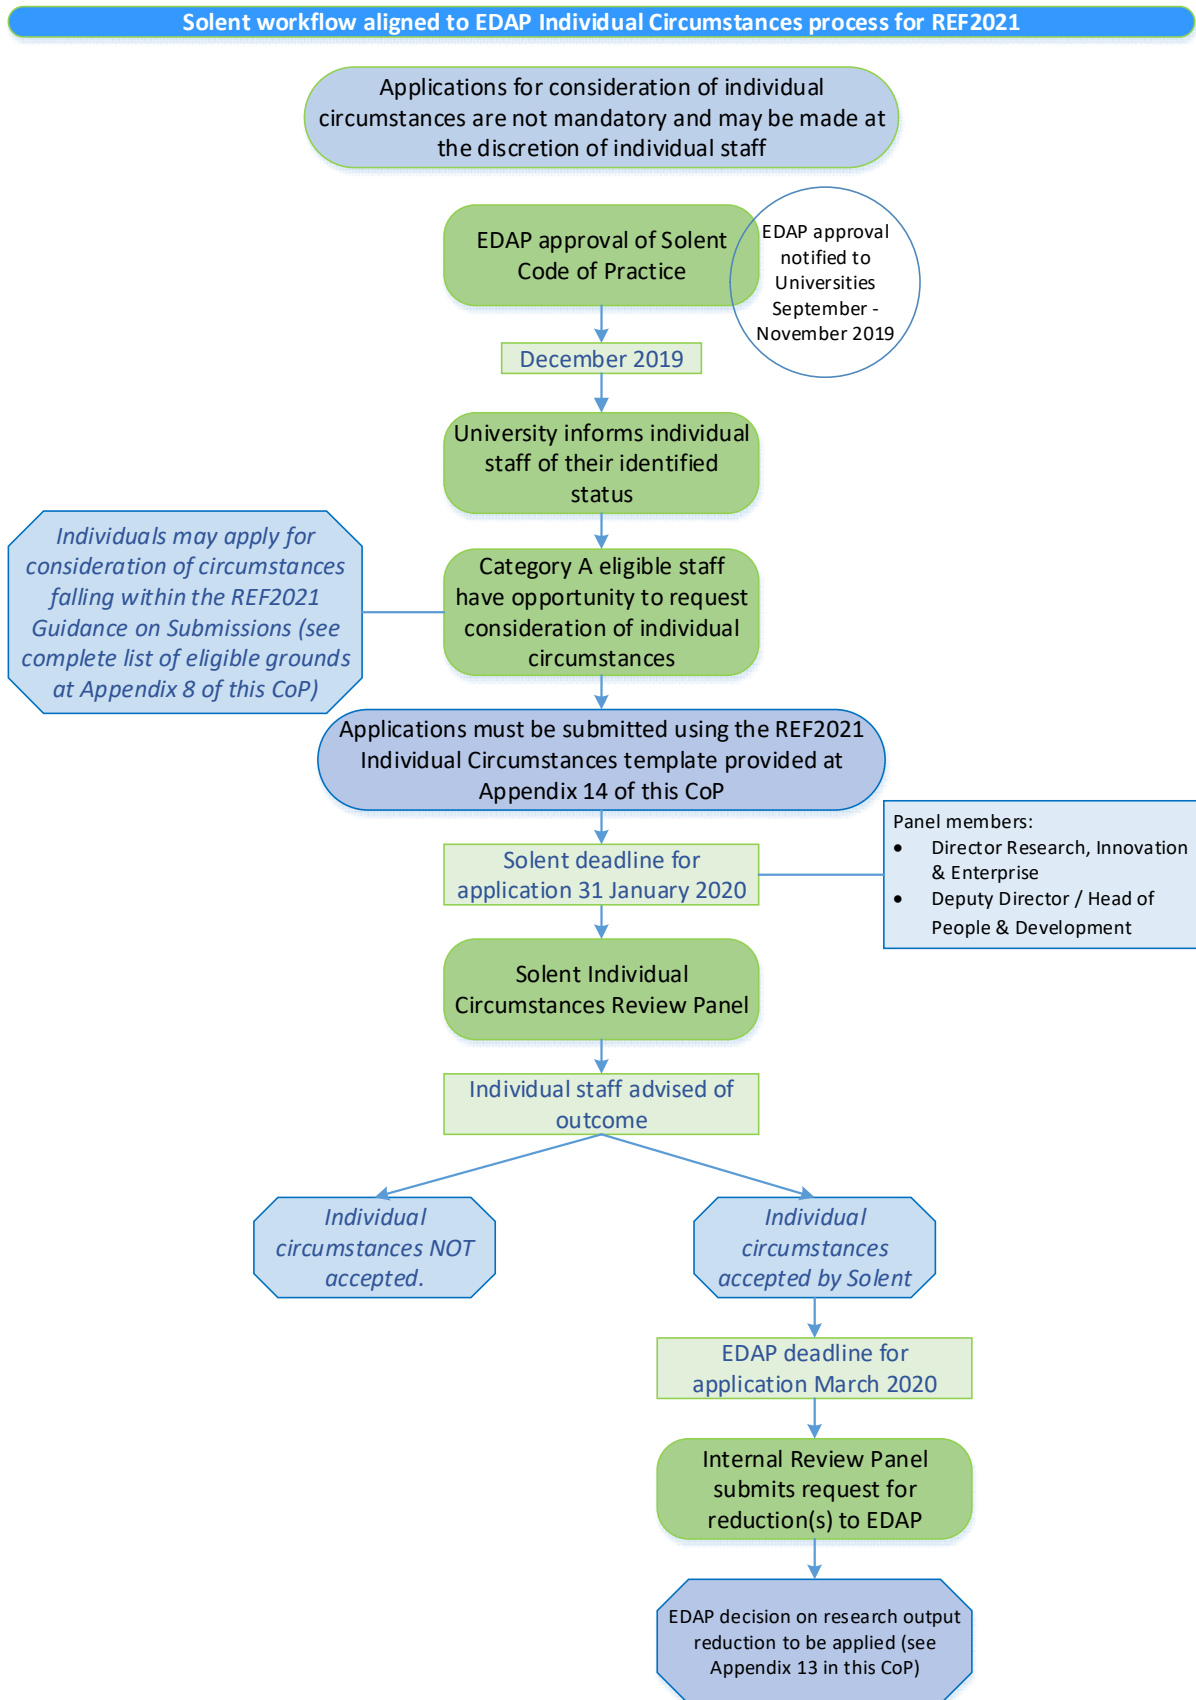 Solent workflow aligned to EDAP Individual Circumstances process for REF2021
Applications for consideration of individual
circumstances are not mandatory and may be made at
the discretion of individual staff
EDAP approval of Solent
Code of Practice
EDAP approval
notified to
Universities
September -
November 2019
December 2019
University informs individual
staff of their identified
status
Individuals may apply for
consideration of circumstances
falling within the REF2021
Guidance on Submissions (see
complete list of eligible grounds
at Appendix 8 of this CoP)
Category A eligible staff
have opportunity to request
consideration of individual
circumstances
Applications must be submitted using the REF2021
Individual Circumstances template provided at
Appendix 14 of this CoP
Solent deadline for
application 31 January 2020
Panel members:
• Director Research, Innovation
& Enterprise
• Deputy Director / Head of
People & Development
Solent Individual
Circumstances Review Panel
Individual staff advised of
outcome
Individual
circumstances NOT
accepted.
Individual
circumstances
accepted by Solent
EDAP deadline for
application March 2020
Internal Review Panel
submits request for
reduction(s) to EDAP
EDAP decision on research output
reduction to be applied (see
Appendix 13 in this CoP)